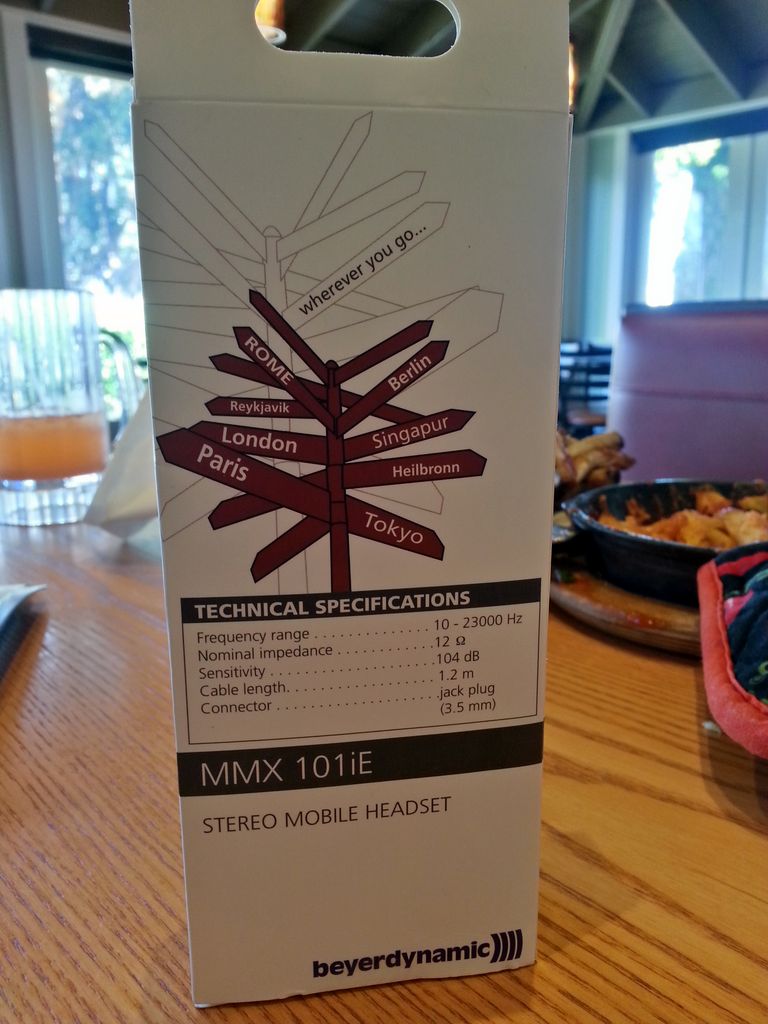 wherever you go...
ROME
Berlin
Reykjavik
London
Singapur
Paris
Heilbronn
Tokyo
TECHNICAL SPECIFICATIONS
Frequency range . . . . . . . . . . . . . . 10 - 23000 Hz
Nominal impedance . . . . . . . . . . . . 12 Ω
Sensitivity . . . . . . . . . . . . . . . . . . . . 104 dB
Cable length. . . . . . . . . . . . . . . . . . 1.2 m
Connector . . . . . . . . . . . . . . . . . . . jack plug
(3.5 mm)
MMX 101iE
STEREO MOBILE HEADSET
beyerdynamic